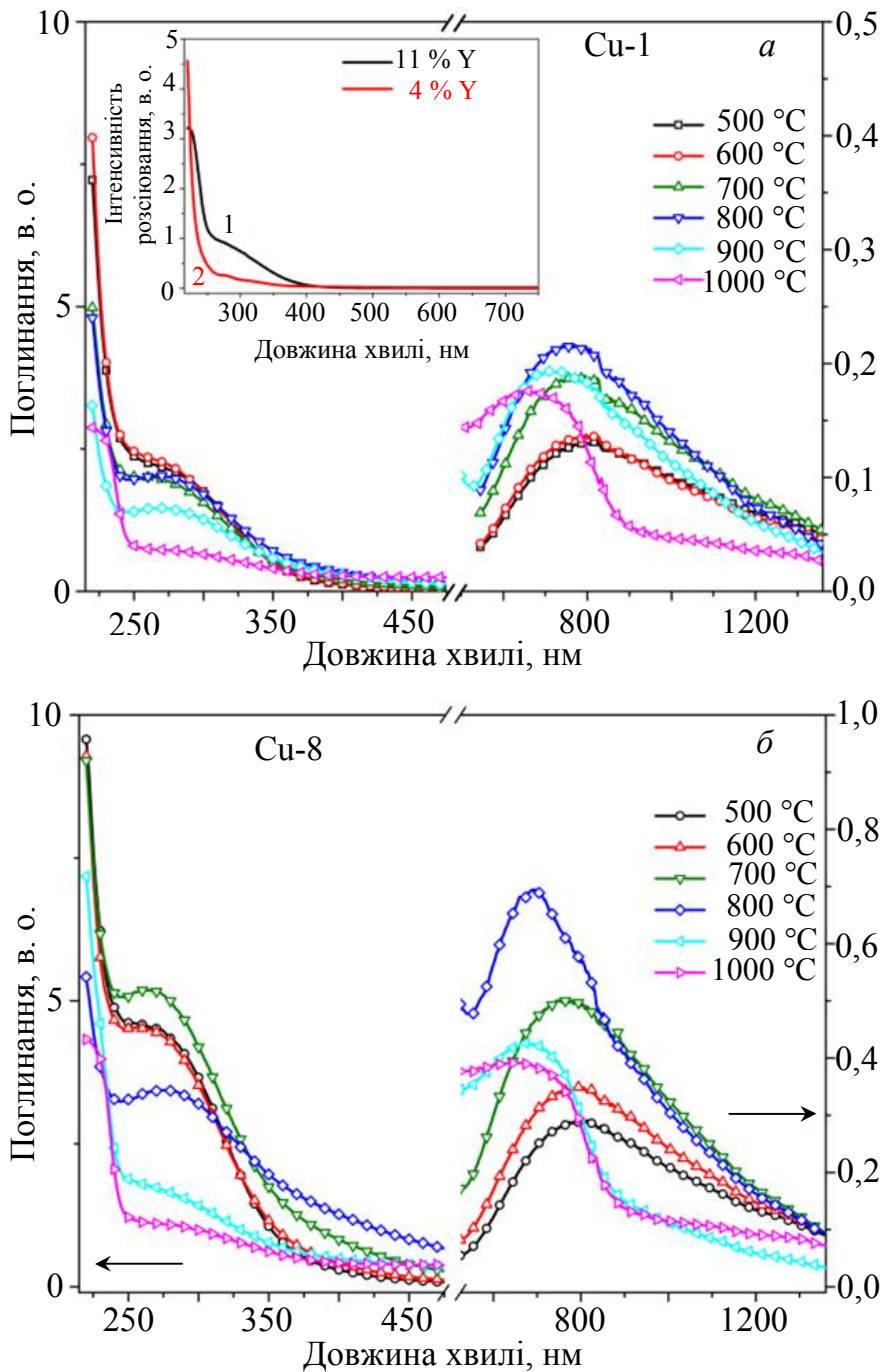 10
5
0
Поглинання, в. о.
5
4
3
2
1
0
Інтенсивність
розсіювання, в. о.
11 % Y
4 % Y
1
2
300 400 500 600 700
Довжина хвилі, нм
Cu-1
а
500 °C
600 °C
700 °C
800 °C
900 °C
1000 °C
0,5
0,4
0,3
0,2
0,1
0,0
250 350 450 800 1200
Довжина хвилі, нм
10
5
0
Поглинання, в. о.
Cu-8
б
500 °C
600 °C
700 °C
800 °C
900 °C
1000 °C
1,0
0,8
0,6
0,4
0,2
0,0
250 350 450 800 1200
Довжина хвилі, нм